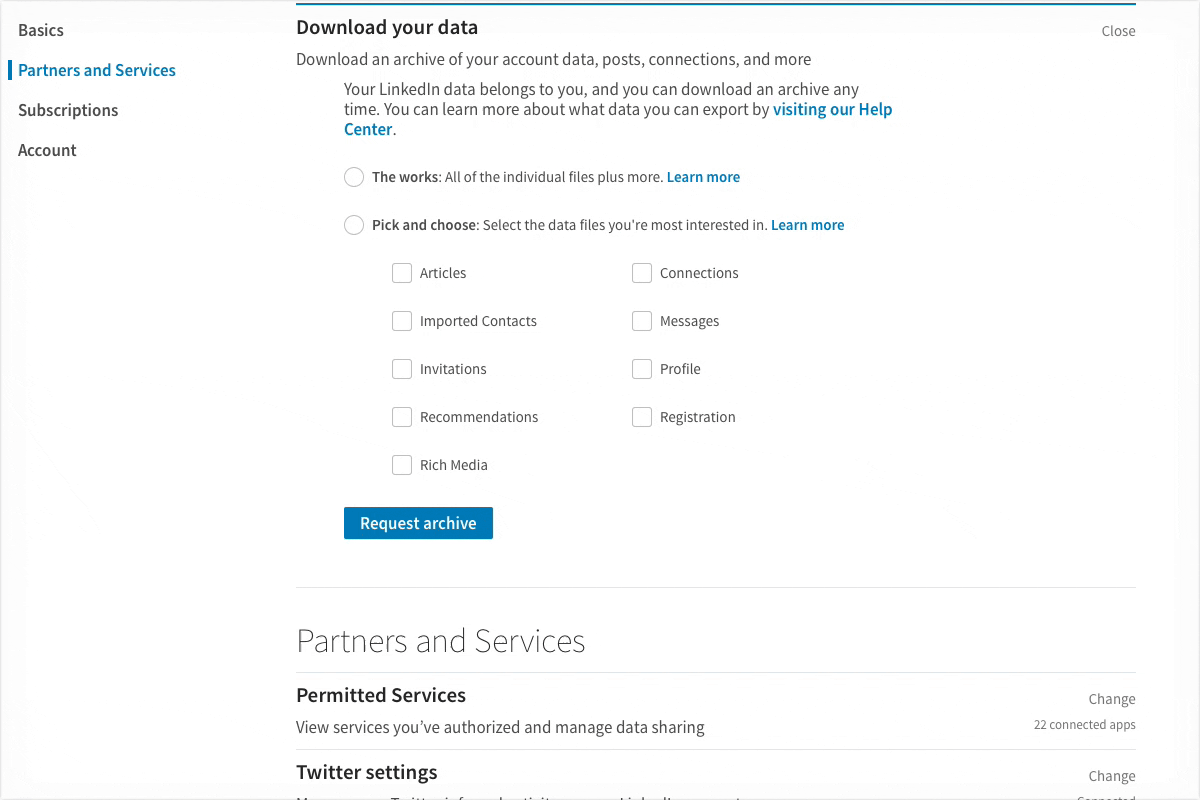 Basics
Partners and Services
Subscriptions
Account
Download your data
Close
Download an archive of your account data, posts, connections, and more
Your LinkedIn data belongs to you, and you can download an archive any
time. You can learn more about what data you can export by visiting our Help
Center.
The works: All of the individual files plus more. Learn more
Pick and choose: Select the data files you're most interested in. Learn more
Articles
Connections
Imported Contacts
Messages
Invitations
Profile
Recommendations
Registration
Rich Media
Request archive
Partners and Services
Permitted Services
Change
View services you’ve authorized and manage data sharing
22 connected apps
Twitter settings
Change